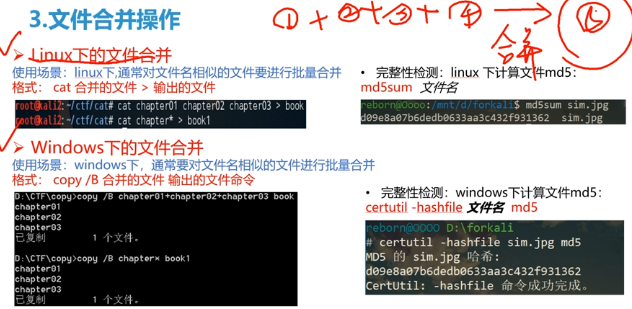 3.文件合并操作
① + ② + ③ + ④ → ⑤
合并
➢ Linux下的文件合并
使用场景：linux下,通常对文件名相似的文件要进行批量合并
格式： cat 合并的文件 > 输出的文件
root@kali2:~/ctf/cat# cat chapter01 chapter02 chapter03 > book
root@kali2:~/ctf/cat# cat chapter* > book1
• 完整性检测：linux 下计算文件md5：
md5sum 文件名
reborn@0000:/mnt/d/forkali$ md5sum sim.jpg
d09e8a07b6dedb0633aa3c432f931362 sim.jpg
➢ Windows下的文件合并
使用场景：windows下，通常要对文件名相似的文件进行批量合并
格式： copy /B 合并的文件 输出的文件命令
D:\CTF\copy>copy /B chapter01+chapter02+chapter03 book
chapter01
chapter02
chapter03
已复制 1 个文件。
D:\CTF\copy>copy /B chapter* book1
chapter01
chapter02
chapter03
已复制 1 个文件。
• 完整性检测：windows下计算文件md5：
certutil -hashfile 文件名 md5
reborn@0000 D:\forkali
# certutil -hashfile sim.jpg md5
MD5 的 sim.jpg 哈希:
d09e8a07b6dedb0633aa3c432f931362
CertUtil: -hashfile 命令成功完成。